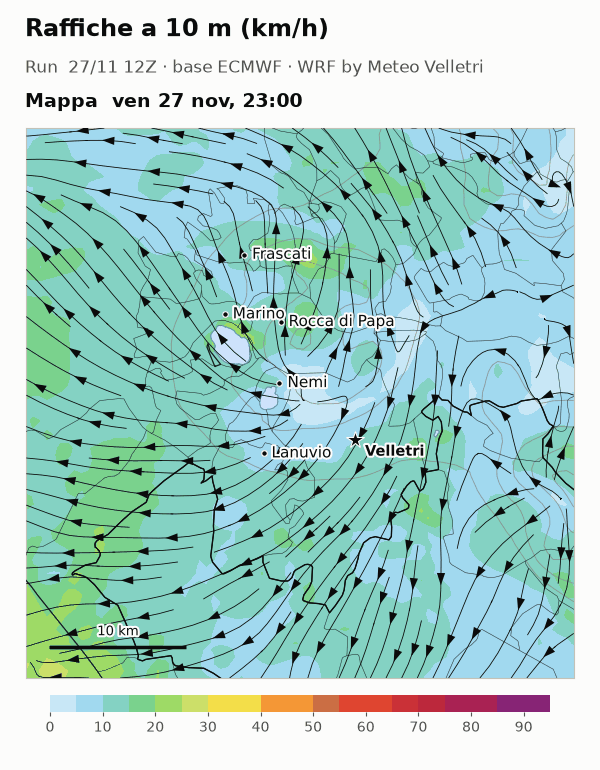 Raffiche a 10 m (km/h)
Run  27/11 12Z · base ECMWF · WRF by Meteo Velletri
Mappa  ven 27 nov, 23:00
Frascati
Marino
Rocca di Papa
Nemi
Lanuvio
Velletri
10 km
0 10 20 30 40 50 60 70 80 90